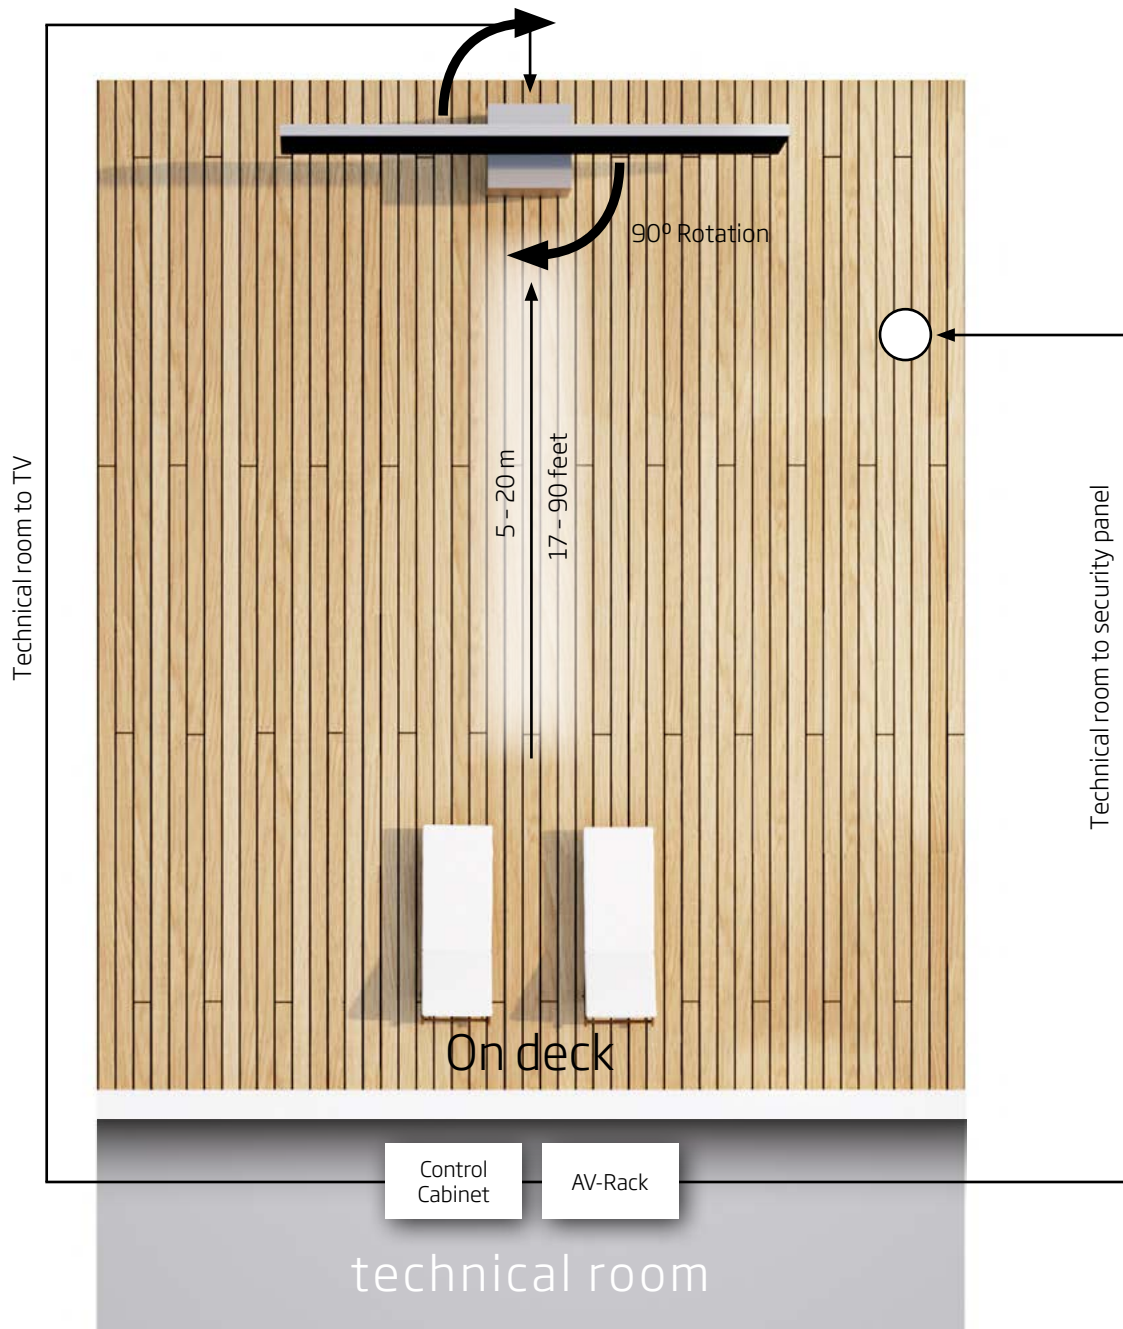 90º Rotation
Technical room to TV
5 - 20 m
17 - 90 feet
Technical room to security panel
On deck
Control
Cabinet
AV-Rack
technical room